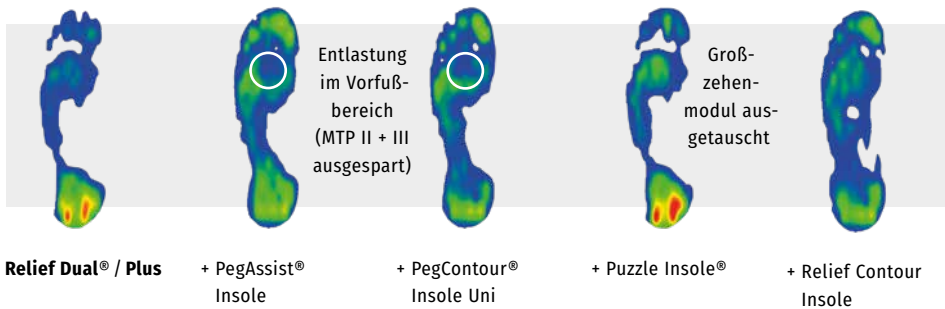 Entlastung
im Vorfuß-
bereich
(MTP II + III
ausgespart)
Groß-
zehen-
modul aus-
getauscht
Relief Dual® / Plus
+ PegAssist®
Insole
+ PegContour®
Insole Uni
+ Puzzle Insole®
+ Relief Contour
Insole